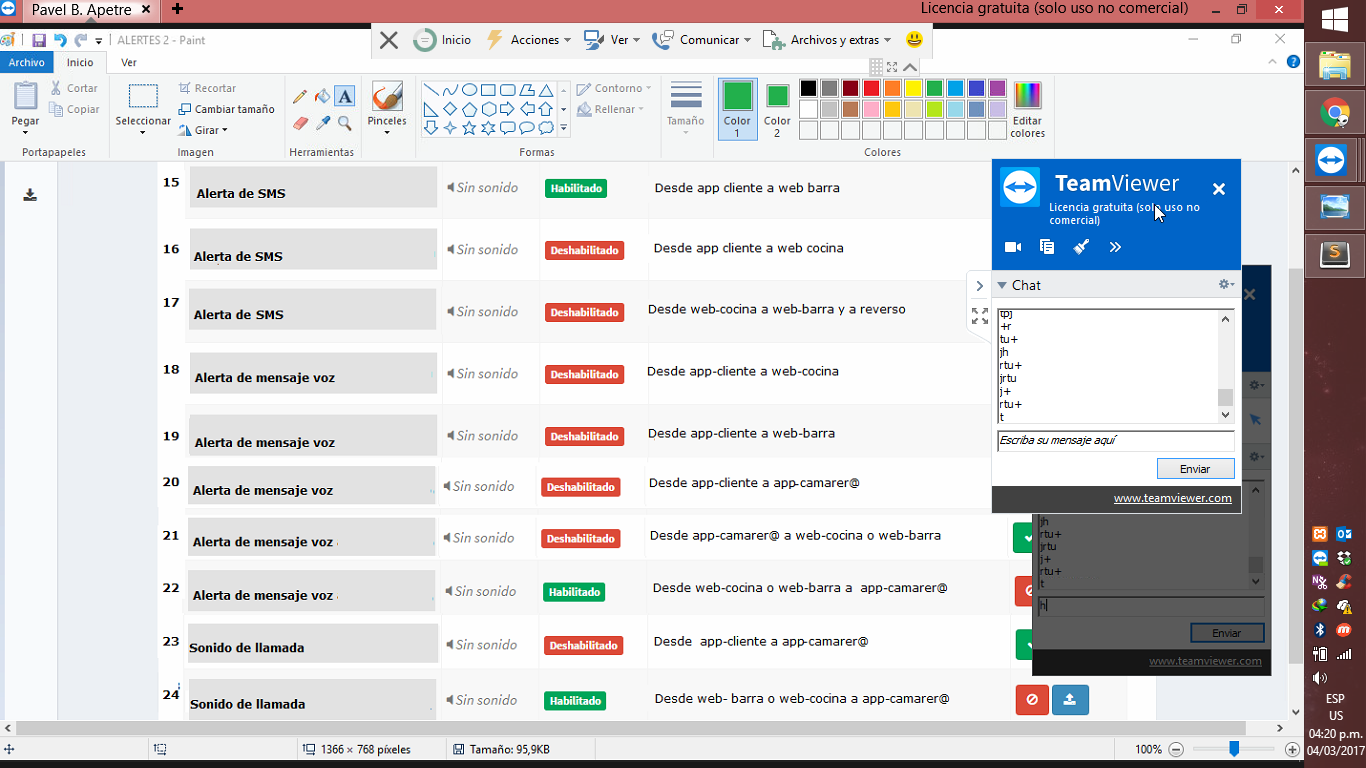 Pavel B. Apetre
Licencia gratuita (solo uso no comercial)
ALERTES 2 - Paint
Inicio Acciones Ver Comunicar Archivos y extras
Archivo Inicio Ver
Pegar
Cortar
Copiar
Portapapeles
Seleccionar
Recortar
Cambiar tamaño
Girar
Imagen
A
Herramientas
Pinceles
Contorno
Rellenar
Formas
Tamaño
Color 1
Color 2
Editar colores
Colores
15 Alerta de SMS Sin sonido Habilitado Desde app cliente a web barra
16 Alerta de SMS Sin sonido Deshabilitado Desde app cliente a web cocina
17 Alerta de SMS Sin sonido Deshabilitado Desde web-cocina a web-barra y a reverso
18 Alerta de mensaje voz Sin sonido Deshabilitado Desde app-cliente a web-cocina
19 Alerta de mensaje voz Sin sonido Deshabilitado Desde app-cliente a web-barra
20 Alerta de mensaje voz Sin sonido Deshabilitado Desde app-cliente a app-camarer@
21 Alerta de mensaje voz Sin sonido Deshabilitado Desde app-camarer@ a web-cocina o web-barra
22 Alerta de mensaje voz Sin sonido Habilitado Desde web-cocina o web-barra a app-camarer@
23 Sonido de llamada Sin sonido Deshabilitado Desde app-cliente a app-camarer@
24 Sonido de llamada Sin sonido Habilitado Desde web- barra o web-cocina a app-camarer@
TeamViewer
Licencia gratuita (solo uso no
comercial)
Chat
tpj
+r
tu+
jh
rtu+
jrtu
j+
rtu+
t
Escriba su mensaje aquí
Enviar
www.teamviewer.com
jh
rtu+
jrtu
j+
rtu+
t
h
Enviar
www.teamviewer.com
1366 × 768 píxeles
Tamaño: 95,9KB
100%
ESP
US
04:20 p.m.
04/03/2017